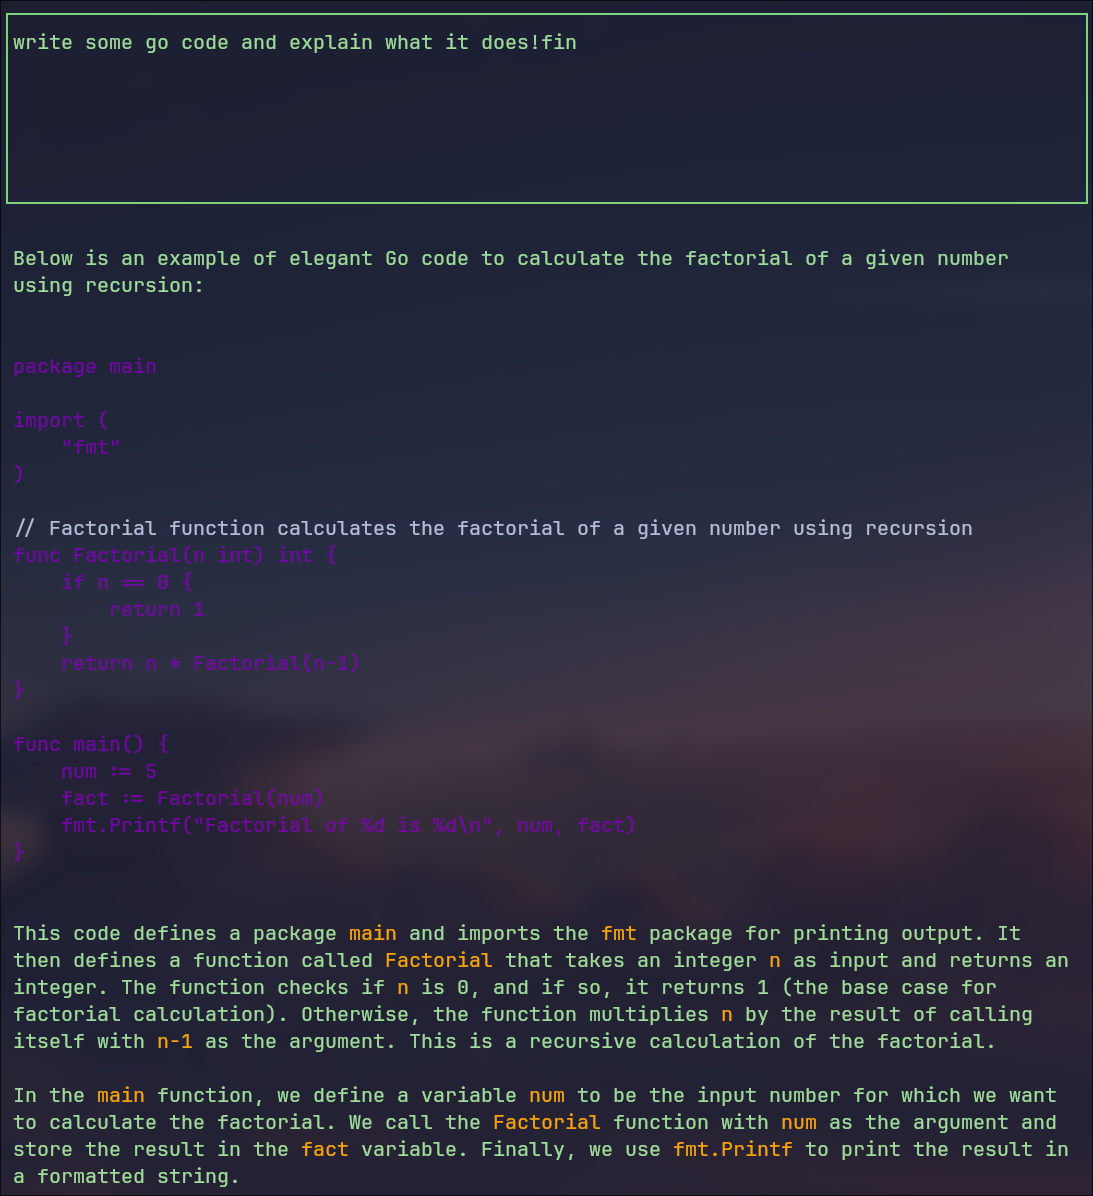 write some go code and explain what it does!fin
Below is an example of elegant Go code to calculate the factorial of a given number
using recursion:
package main
import (
    "fmt"
)
// Factorial function calculates the factorial of a given number using recursion
func Factorial(n int) int {
    if n == 0 {
        return 1
    }
    return n * Factorial(n-1)
}
func main() {
    num := 5
    fact := Factorial(num)
    fmt.Printf("Factorial of %d is %d\n", num, fact)
}
This code defines a package main and imports the fmt package for printing output. It
then defines a function called Factorial that takes an integer n as input and returns an
integer. The function checks if n is 0, and if so, it returns 1 (the base case for
factorial calculation). Otherwise, the function multiplies n by the result of calling
itself with n-1 as the argument. This is a recursive calculation of the factorial.
In the main function, we define a variable num to be the input number for which we want
to calculate the factorial. We call the Factorial function with num as the argument and
store the result in the fact variable. Finally, we use fmt.Printf to print the result in
a formatted string.